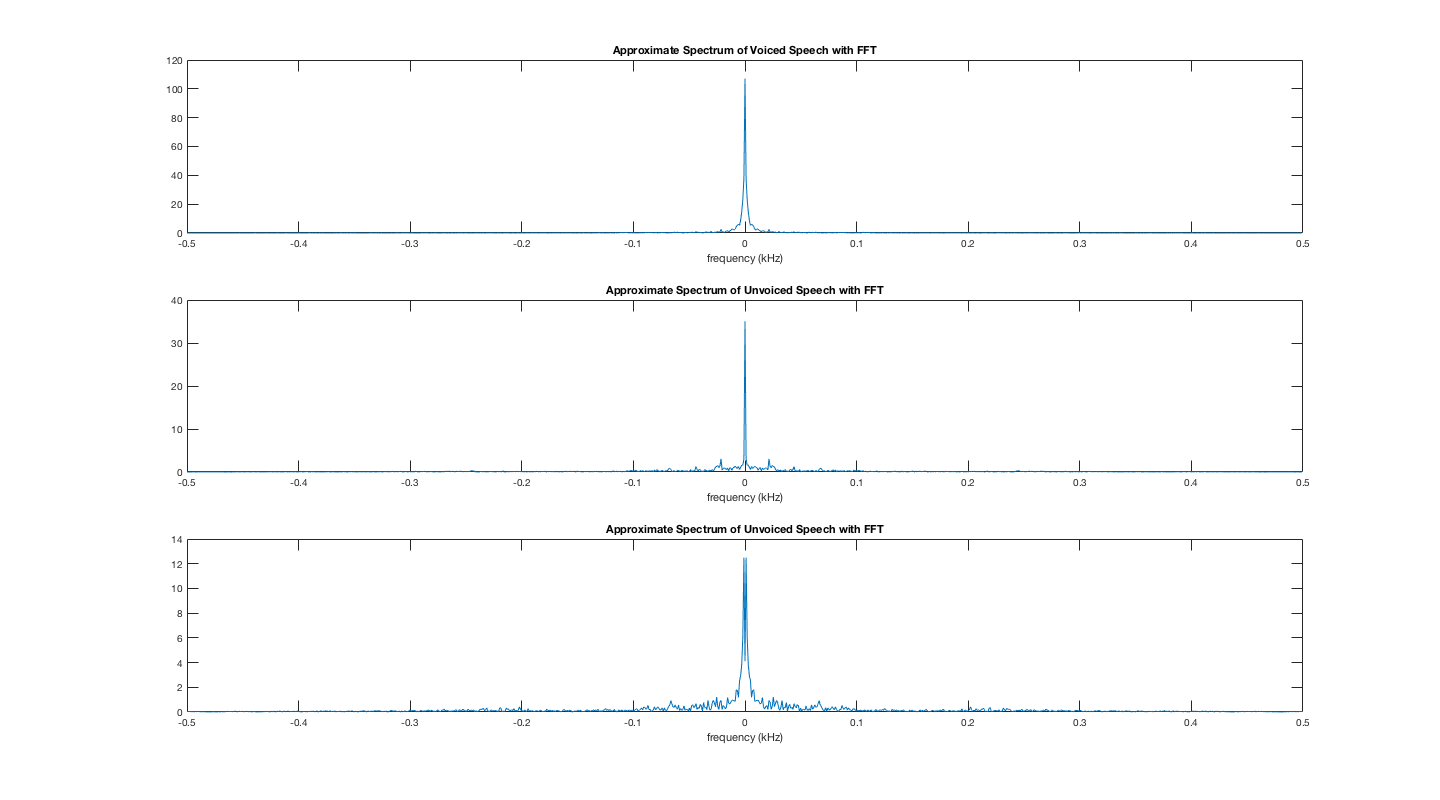 Approximate Spectrum of Voiced Speech with FFT
120
100
80
60
40
20
0
-0.5 -0.4 -0.3 -0.2 -0.1 0 0.1 0.2 0.3 0.4 0.5
frequency (kHz)
Approximate Spectrum of Unvoiced Speech with FFT
40
30
20
10
0
-0.5 -0.4 -0.3 -0.2 -0.1 0 0.1 0.2 0.3 0.4 0.5
frequency (kHz)
Approximate Spectrum of Unvoiced Speech with FFT
14
12
10
8
6
4
2
0
-0.5 -0.4 -0.3 -0.2 -0.1 0 0.1 0.2 0.3 0.4 0.5
frequency (kHz)